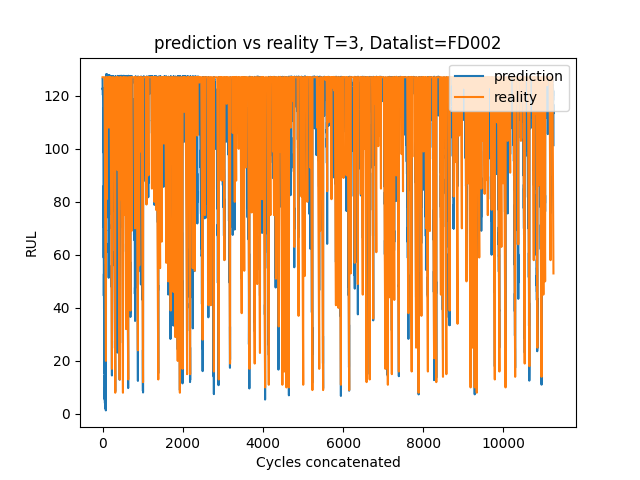 prediction vs reality T=3, Datalist=FD002
prediction
reality
RUL
120
100
80
60
40
20
0
0 2000 4000 6000 8000 10000
Cycles concatenated